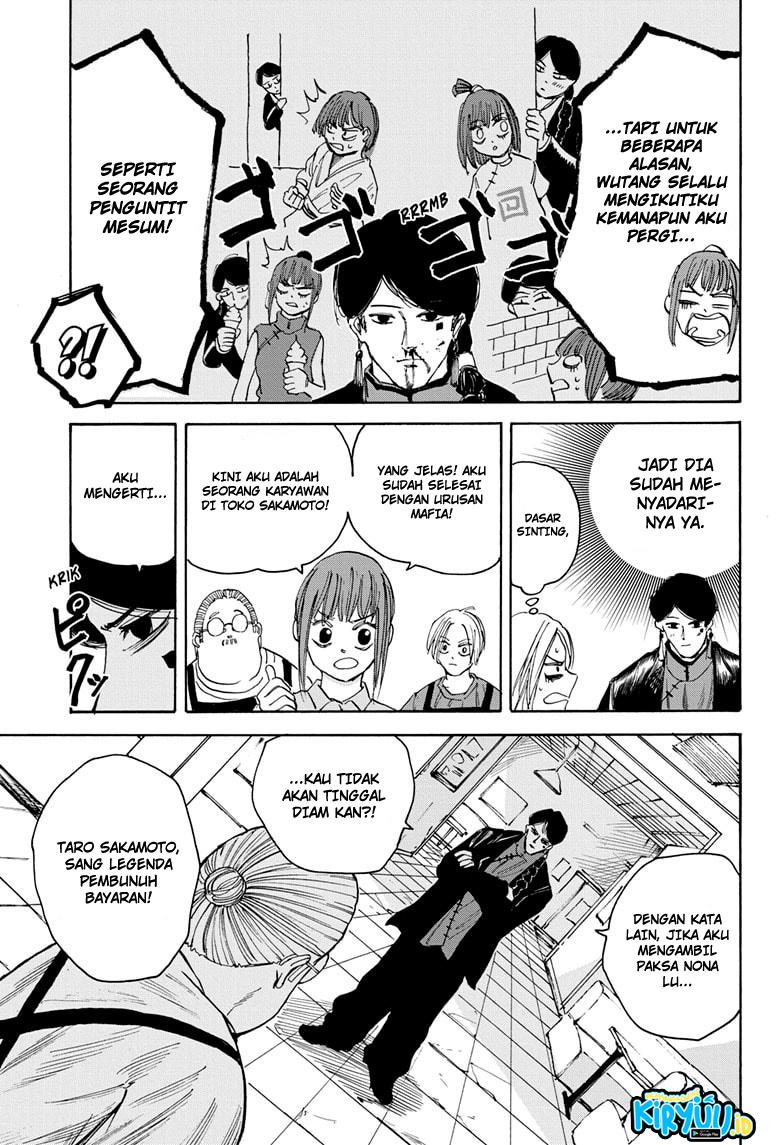 ...TAPI UNTUK
BEBERAPA
ALASAN,
WUTANG SELALU
MENGIKUTIKU
KEMANAPUN AKU
PERGI...
SEPERTI
SEORANG
PENGUNTIT
MESUM!
RRRMB
ゴゴゴゴ
?!
JADI DIA
SUDAH ME-
NYADARI-
NYA YA.
DASAR
SINTING,
YANG JELAS! AKU
SUDAH SELESAI
DENGAN URUSAN
MAFIA!
KINI AKU ADALAH
SEORANG KARYAWAN
DI TOKO SAKAMOTO!
AKU
MENGERTI...
KRIK
ピクッ
DENGAN KATA
LAIN, JIKA AKU
MENGAMBIL
PAKSA NONA
LU...
...KAU TIDAK
AKAN TINGGAL
DIAM KAN?!
TARO SAKAMOTO,
SANG LEGENDA
PEMBUNUH
BAYARAN!
KIRYUU.ID